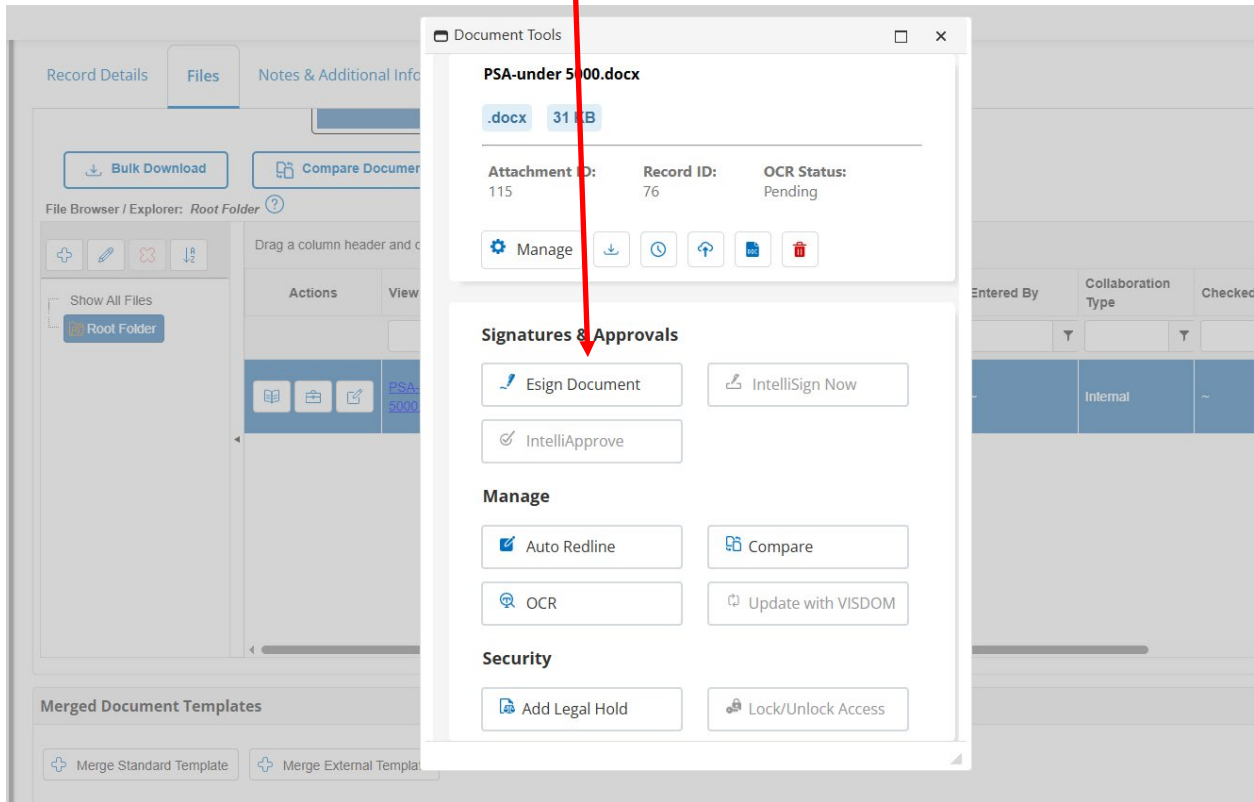 Document Tools
Record Details Files Notes & Additional Info
PSA-under 5000.docx
.docx 31 KB
Bulk Download Compare Documen
Attachment ID: Record ID: OCR Status:
115 76 Pending
File Browser / Explorer: Root Folder ?
Drag a column header and c
Manage
DOC
Actions View Entered By Collaboration Type Checked
Show All Files
Root Folder
Signatures & Approvals
Esign Document IntelliSign Now
PSA-
5000
~ Internal ~
IntelliApprove
Manage
Auto Redline Compare
OCR Update with VISDOM
Security
Add Legal Hold Lock/Unlock Access
Merged Document Templates
Merge Standard Template Merge External Templa